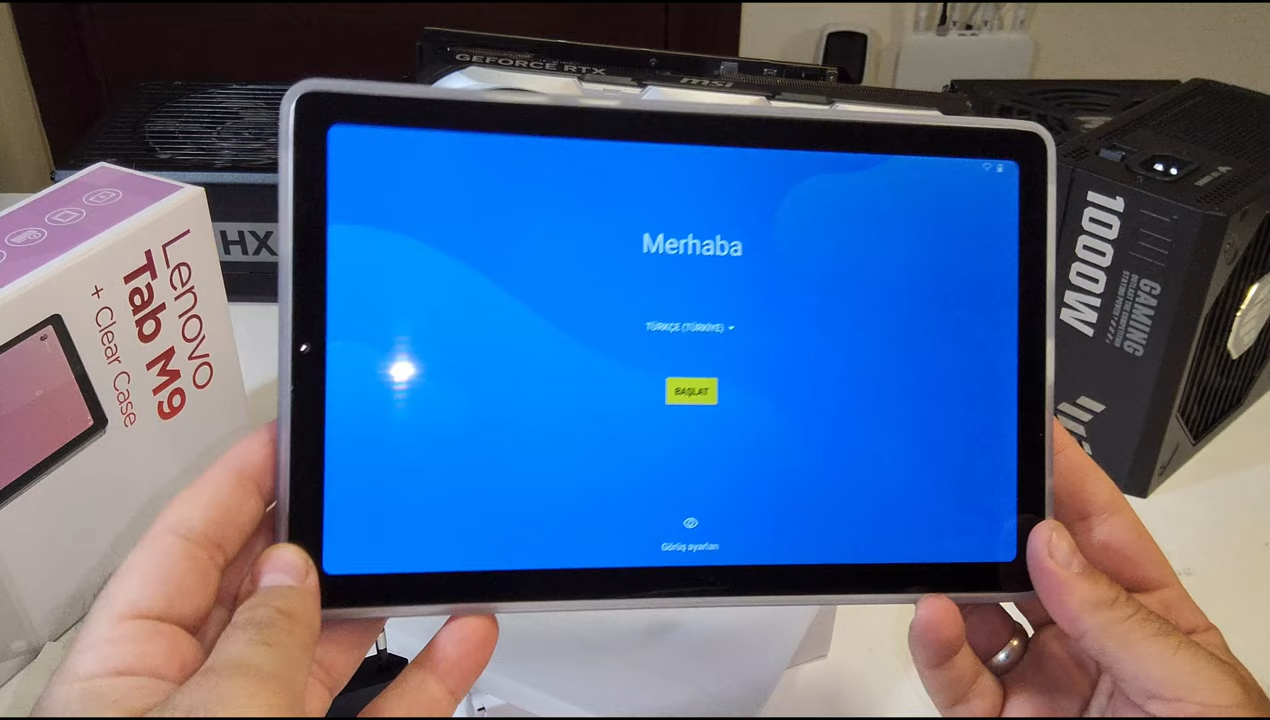 GEFORCE RTX
msi
HX
Lenovo
Tab M9
+ Clear Case
Merhaba
TÜRKÇE (TÜRKİYE)
BAŞLAT
Görüş ayarları
1000W
GAMING